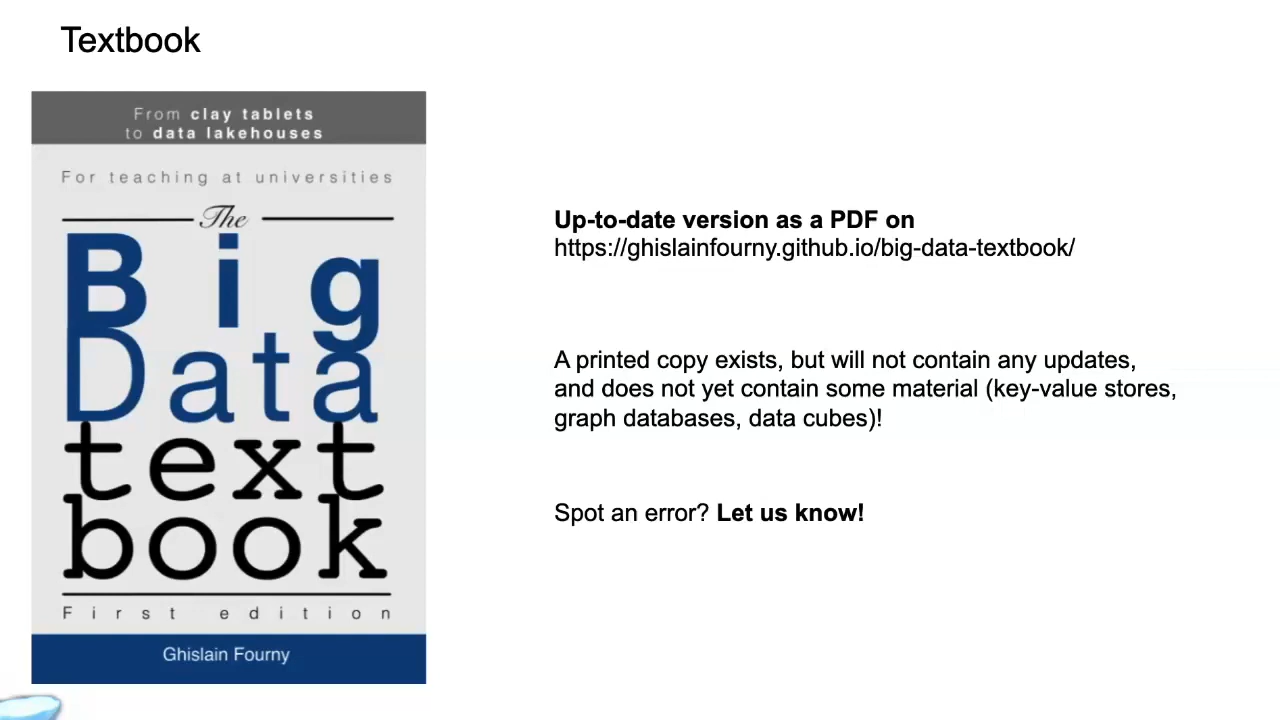 Textbook
From clay tablets
to data lakehouses
For teaching at universities
The
Big
Data
text
book
First edition
Ghislain Fourny
Up-to-date version as a PDF on
https://ghislainfourny.github.io/big-data-textbook/
A printed copy exists, but will not contain any updates,
and does not yet contain some material (key-value stores,
graph databases, data cubes)!
Spot an error? Let us know!